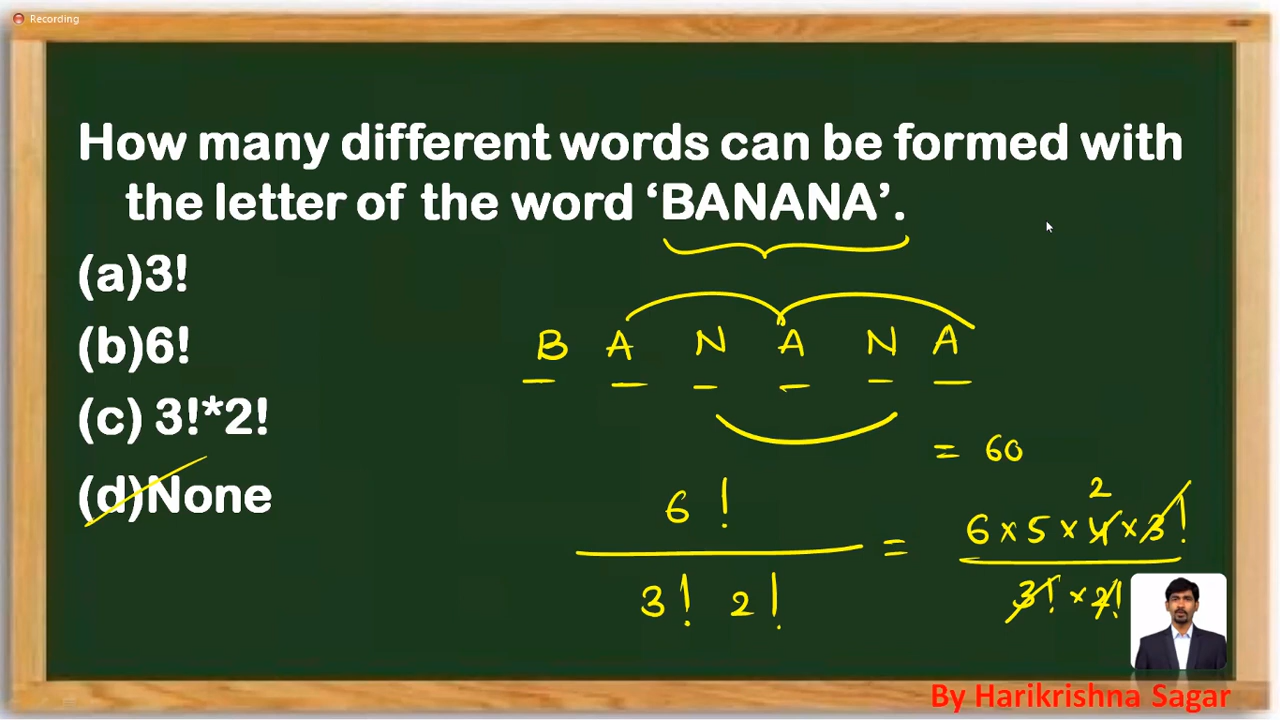 Recording
How many different words can be formed with
the letter of the word ‘BANANA’.
(a)3!
(b)6!
(c) 3!*2!
(d)None
B A N A N A
= 60
6! / 3! 2! = 6 × 5 × 4 × 3! / 3! × 2!
2
By Harikrishna Sagar